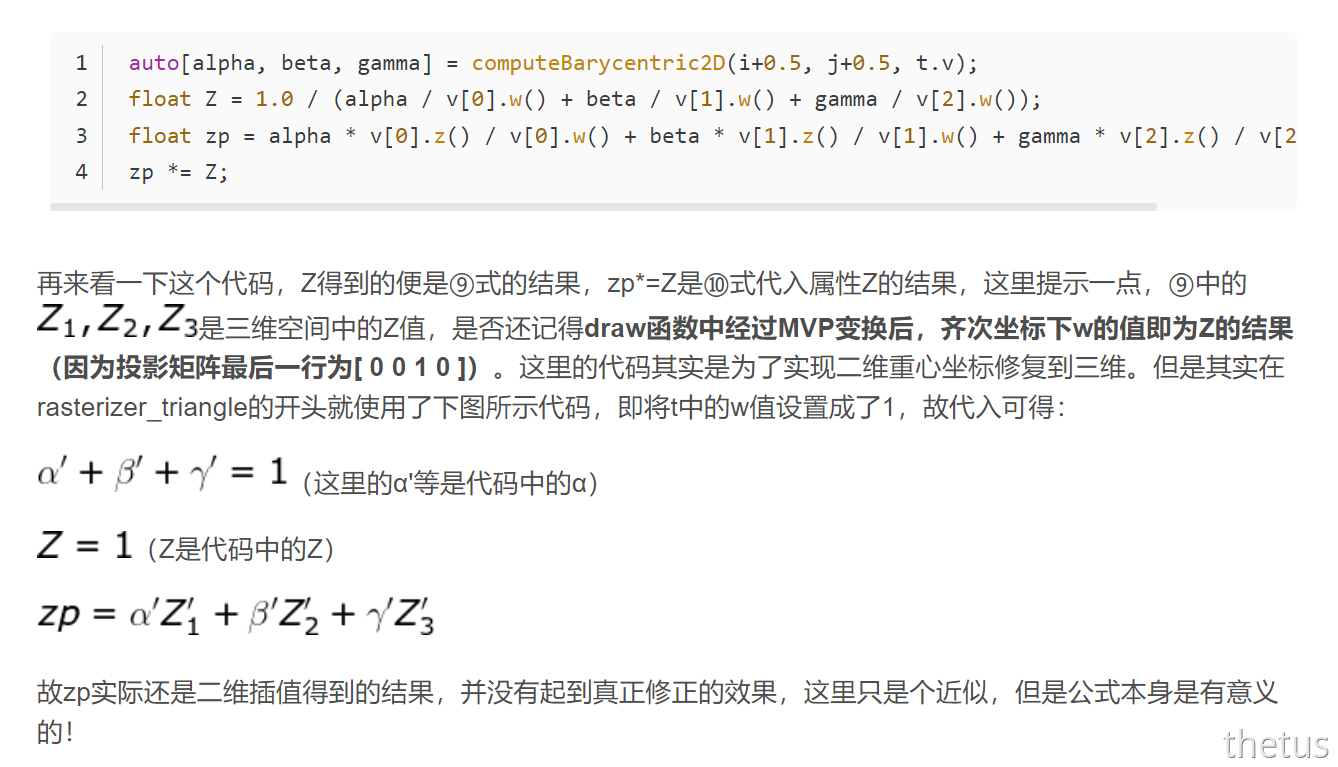 1 auto[alpha, beta, gamma] = computeBarycentric2D(i+0.5, j+0.5, t.v);
2 float Z = 1.0 / (alpha / v[0].w() + beta / v[1].w() + gamma / v[2].w());
3 float zp = alpha * v[0].z() / v[0].w() + beta * v[1].z() / v[1].w() + gamma * v[2].z() / v[2
4 zp *= Z;
再来看一下这个代码，Z得到的便是⑨式的结果，zp*=Z是⑩式代入属性Z的结果，这里提示一点，⑨中的
Z₁,Z₂,Z₃是三维空间中的Z值，是否还记得draw函数中经过MVP变换后，齐次坐标下w的值即为Z的结果
（因为投影矩阵最后一行为[ 0 0 1 0 ]）。这里的代码其实是为了实现二维重心坐标修复到三维。但是其实在
rasterizer_triangle的开头就使用了下图所示代码，即将t中的w值设置成了1，故代入可得：
α′ + β′ + γ′ = 1（这里的α'等是代码中的α）
Z = 1（Z是代码中的Z）
zp = α′Z₁′ + β′Z₂′ + γ′Z₃′
故zp实际还是二维插值得到的结果，并没有起到真正修正的效果，这里只是个近似，但是公式本身是有意义
的！
thetus